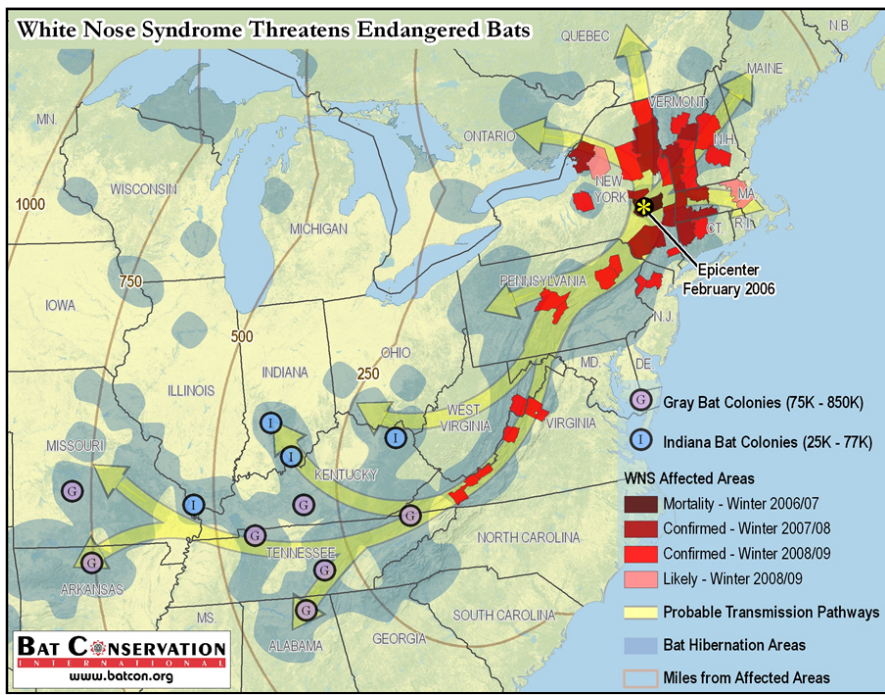 White Nose Syndrome Threatens Endangered Bats
N.B.
QUEBEC
MAINE
MN.
VERMONT
ONTARIO
N.H.
WISCONSIN
NEW
YORK
MA.
1000
MICHIGAN
CT.
R.I.
Epicenter
February 2006
750
PENNSYLVANIA
IOWA
N.J.
500
OHIO
MD.
DE.
INDIANA
250
ILLINOIS
G Gray Bat Colonies (75K - 850K)
WEST
VIRGINIA
VIRGINIA
I
I
I Indiana Bat Colonies (25K - 77K)
MISSOURI
I
KENTUCKY
WNS Affected Areas
G
I
G
G
Mortality - Winter 2006/07
Confirmed - Winter 2007/08
G
NORTH CAROLINA
TENNESSEE
Confirmed - Winter 2008/09
G
G
ARKANSAS
Likely - Winter 2008/09
G
MS.
SOUTH CAROLINA
Probable Transmission Pathways
ALABAMA
GEORGIA
Bat Hibernation Areas
BAT CONSERVATION
INTERNATIONAL
www.batcon.org
Miles from Affected Areas